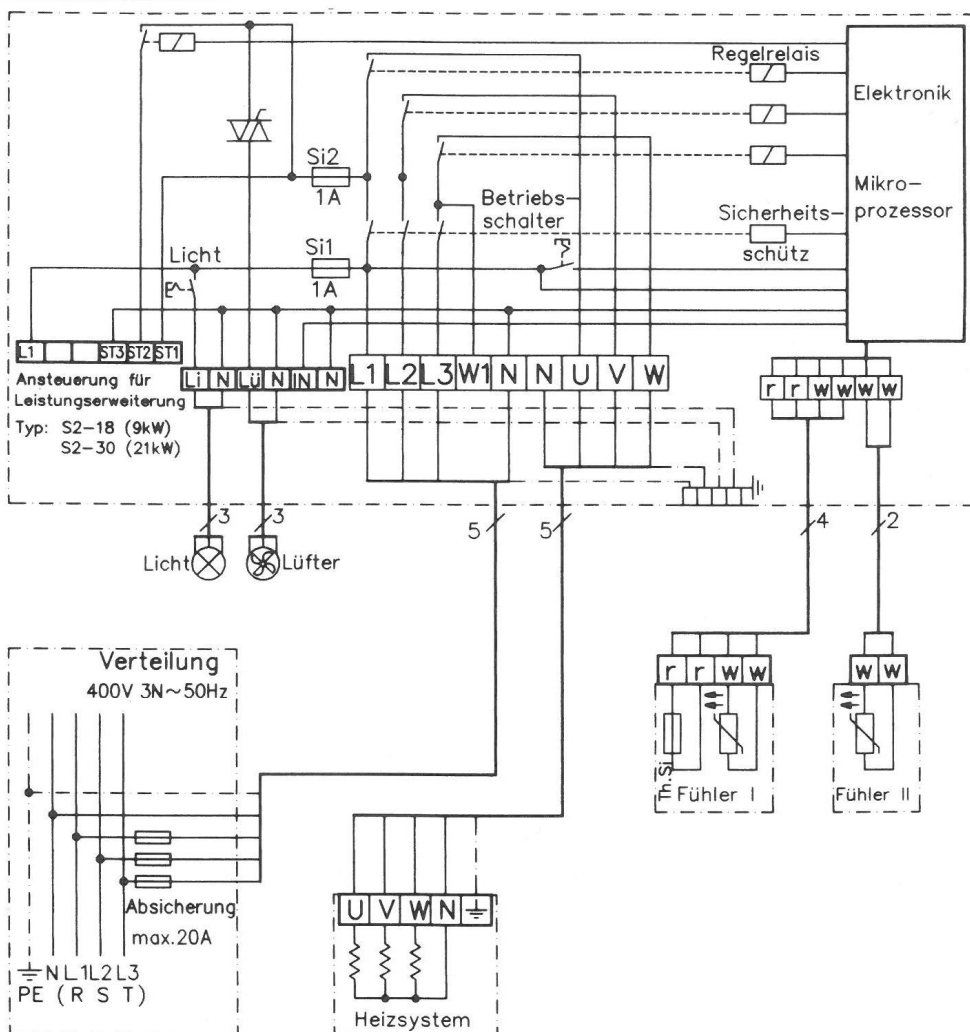 Regelrelais
Elektronik
Si2
1A
Betriebs-
schalter
Mikro-
prozessor
Sicherheits-
schütz
Licht
Si1
1A
L1 ST3 ST2 ST1
Li N Lü N IN N
L1 L2 L3 W1 N N U V W
r r w w w w
Ansteuerung für
Leistungserweiterung
Typ: S2-18 (9kW)
S2-30 (21kW)
3 3 5 5 4 2
Licht Lüfter
Verteilung
400V 3N~50Hz
r r w w
w w
Th.Si
Fühler I
Fühler II
Absicherung
max.20A
U V W N
N L1 L2 L3
PE (R S T)
Heizsystem